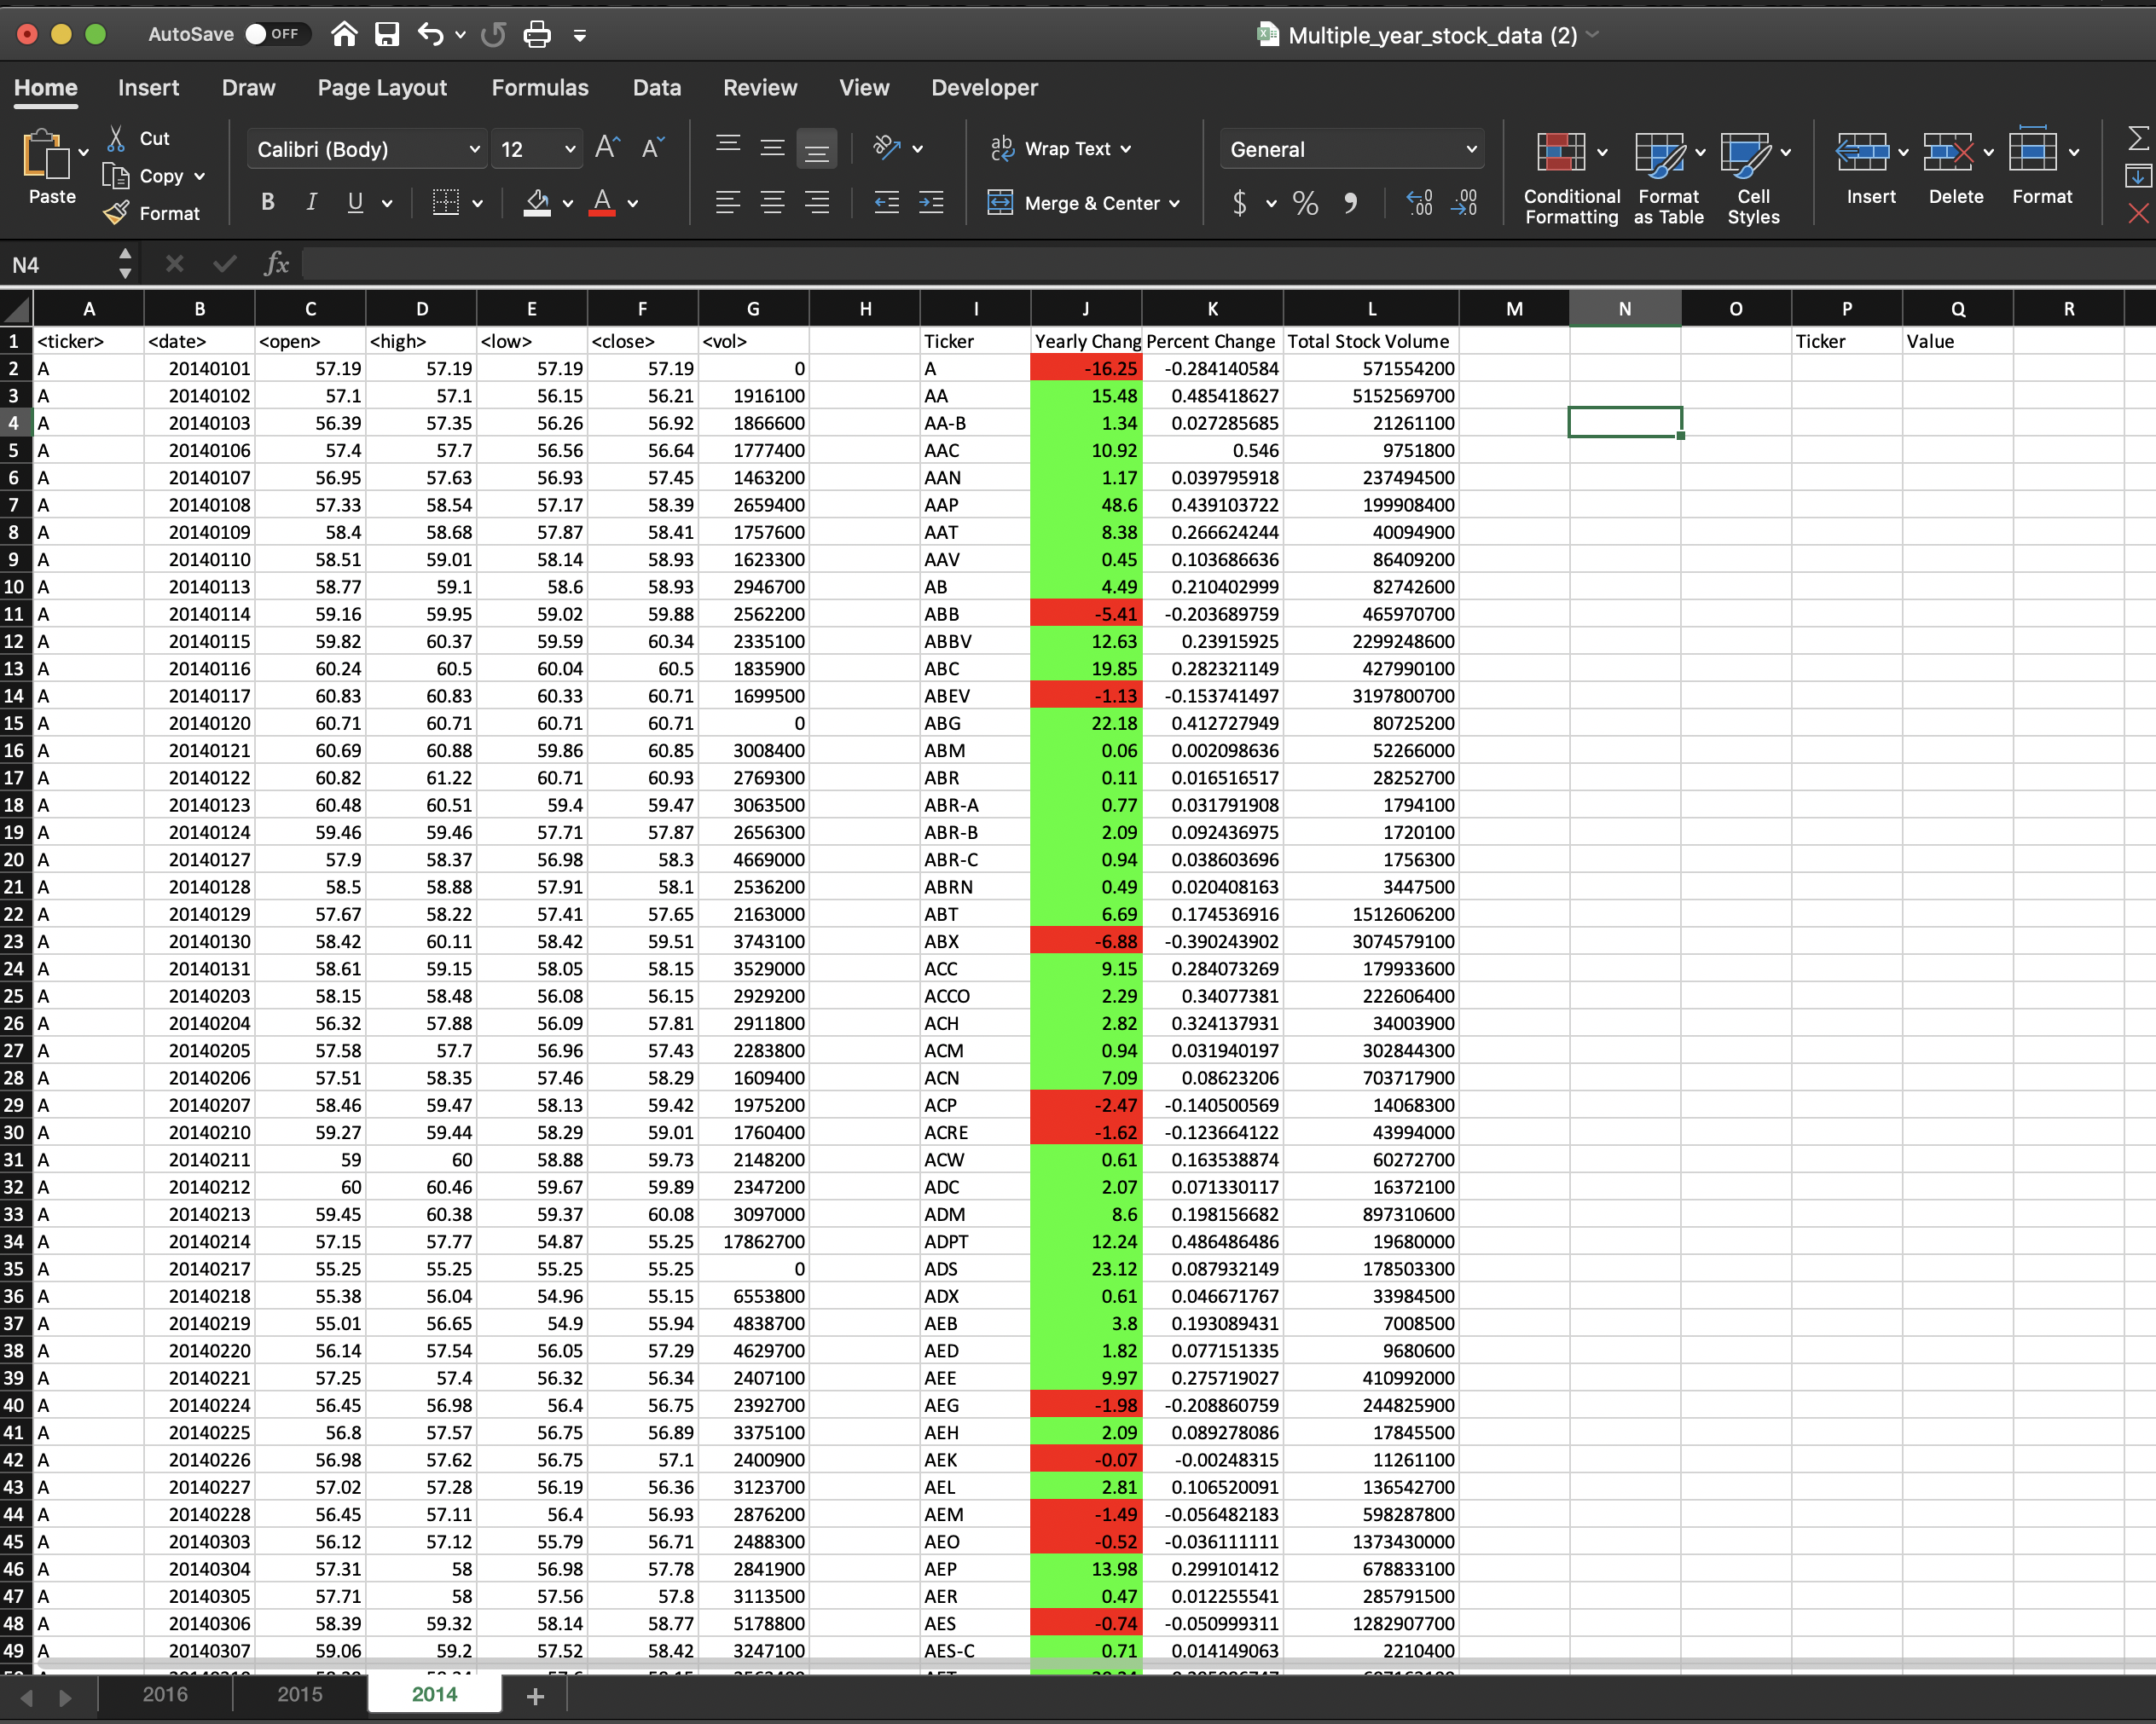 AutoSave OFF Multiple_year_stock_data (2)
Home Insert Draw Page Layout Formulas Data Review View Developer
Paste Cut Copy Format Calibri (Body) 12 Wrap Text Merge & Center General Conditional Formatting Format as Table Cell Styles Insert Delete Format
B I U A $ % 
N4 fx
A B C D E F G H I J K L M N O P Q R
1 <ticker> <date> <open> <high> <low> <close> <vol> Ticker Yearly Chang Percent Change Total Stock Volume Ticker Value
2 A 20140101 57.19 57.19 57.19 57.19 0 A -16.25 -0.284140584 571554200
3 A 20140102 57.1 57.1 56.15 56.21 1916100 AA 15.48 0.485418627 5152569700
4 A 20140103 56.39 57.35 56.26 56.92 1866600 AA-B 1.34 0.027285685 21261100
5 A 20140106 57.4 57.7 56.56 56.64 1777400 AAC 10.92 0.546 9751800
6 A 20140107 56.95 57.63 56.93 57.45 1463200 AAN 1.17 0.039795918 237494500
7 A 20140108 57.33 58.54 57.17 58.39 2659400 AAP 48.6 0.439103722 199908400
8 A 20140109 58.4 58.68 57.87 58.41 1757600 AAT 8.38 0.266624244 40094900
9 A 20140110 58.51 59.01 58.14 58.93 1623300 AAV 0.45 0.103686636 86409200
10 A 20140113 58.77 59.1 58.6 58.93 2946700 AB 4.49 0.210402999 82742600
11 A 20140114 59.16 59.95 59.02 59.88 2562200 ABB -5.41 -0.203689759 465970700
12 A 20140115 59.82 60.37 59.59 60.34 2335100 ABBV 12.63 0.23915925 2299248600
13 A 20140116 60.24 60.5 60.04 60.5 1835900 ABC 19.85 0.282321149 427990100
14 A 20140117 60.83 60.83 60.33 60.71 1699500 ABEV -1.13 -0.153741497 3197800700
15 A 20140120 60.71 60.71 60.71 60.71 0 ABG 22.18 0.412727949 80725200
16 A 20140121 60.69 60.88 59.86 60.85 3008400 ABM 0.06 0.002098636 52266000
17 A 20140122 60.82 61.22 60.71 60.93 2769300 ABR 0.11 0.016516517 28252700
18 A 20140123 60.48 60.51 59.4 59.47 3063500 ABR-A 0.77 0.031791908 1794100
19 A 20140124 59.46 59.46 57.71 57.87 2656300 ABR-B 2.09 0.092436975 1720100
20 A 20140127 57.9 58.37 56.98 58.3 4669000 ABR-C 0.94 0.038603696 1756300
21 A 20140128 58.5 58.88 57.91 58.1 2536200 ABRN 0.49 0.020408163 3447500
22 A 20140129 57.67 58.22 57.41 57.65 2163000 ABT 6.69 0.174536916 1512606200
23 A 20140130 58.42 60.11 58.42 59.51 3743100 ABX -6.88 -0.390243902 3074579100
24 A 20140131 58.61 59.15 58.05 58.15 3529000 ACC 9.15 0.284073269 179933600
25 A 20140203 58.15 58.48 56.08 56.15 2929200 ACCO 2.29 0.34077381 222606400
26 A 20140204 56.32 57.88 56.09 57.81 2911800 ACH 2.82 0.324137931 34003900
27 A 20140205 57.58 57.7 56.96 57.43 2283800 ACM 0.94 0.031940197 302844300
28 A 20140206 57.51 58.35 57.46 58.29 1609400 ACN 7.09 0.08623206 703717900
29 A 20140207 58.46 59.47 58.13 59.42 1975200 ACP -2.47 -0.140500569 14068300
30 A 20140210 59.27 59.44 58.29 59.01 1760400 ACRE -1.62 -0.123664122 43994000
31 A 20140211 59 60 58.88 59.73 2148200 ACW 0.61 0.163538874 60272700
32 A 20140212 60 60.46 59.67 59.89 2347200 ADC 2.07 0.071330117 16372100
33 A 20140213 59.45 60.38 59.37 60.08 3097000 ADM 8.6 0.198156682 897310600
34 A 20140214 57.15 57.77 54.87 55.25 17862700 ADPT 12.24 0.486486486 19680000
35 A 20140217 55.25 55.25 55.25 55.25 0 ADS 23.12 0.087932149 178503300
36 A 20140218 55.38 56.04 54.96 55.15 6553800 ADX 0.61 0.046671767 33984500
37 A 20140219 55.01 56.65 54.9 55.94 4838700 AEB 3.8 0.193089431 7008500
38 A 20140220 56.14 57.54 56.05 57.29 4629700 AED 1.82 0.077151335 9680600
39 A 20140221 57.25 57.4 56.32 56.34 2407100 AEE 9.97 0.275719027 410992000
40 A 20140224 56.45 56.98 56.4 56.75 2392700 AEG -1.98 -0.208860759 244825900
41 A 20140225 56.8 57.57 56.75 56.89 3375100 AEH 2.09 0.089278086 17845500
42 A 20140226 56.98 57.62 56.75 57.1 2400900 AEK -0.07 -0.00248315 11261100
43 A 20140227 57.02 57.28 56.19 56.36 3123700 AEL 2.81 0.106520091 136542700
44 A 20140228 56.45 57.11 56.4 56.93 2876200 AEM -1.49 -0.056482183 598287800
45 A 20140303 56.12 57.12 55.79 56.71 2488300 AEO -0.52 -0.036111111 1373430000
46 A 20140304 57.31 58 56.98 57.78 2841900 AEP 13.98 0.299101412 678833100
47 A 20140305 57.71 58 57.56 57.8 3113500 AER 0.47 0.012255541 285791500
48 A 20140306 58.39 59.32 58.14 58.77 5178800 AES -0.74 -0.050999311 1282907700
49 A 20140307 59.06 59.2 57.52 58.42 3247100 AES-C 0.71 0.014149063 2210400
2016 2015 2014 +